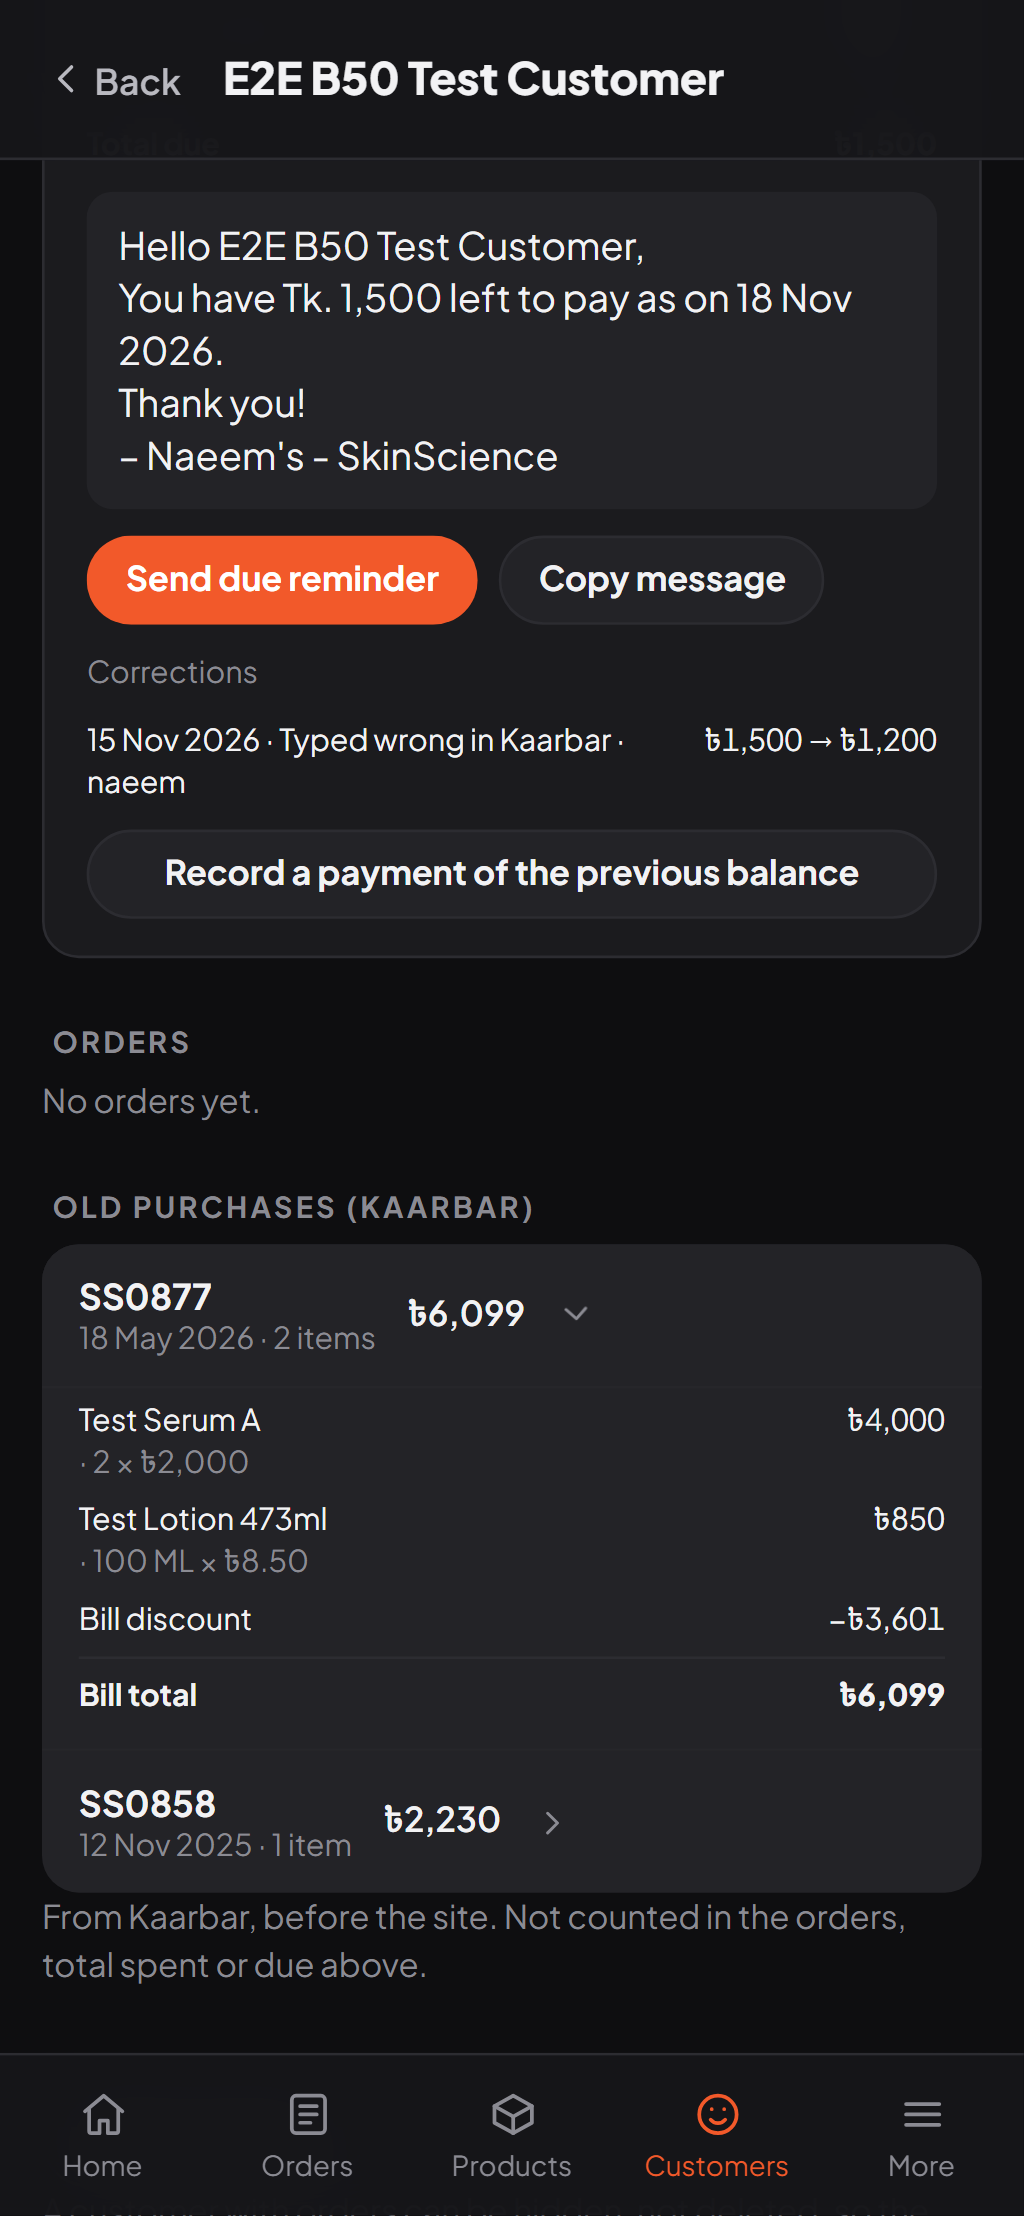 Back E2E B50 Test Customer
Total due ৳1,500
Hello E2E B50 Test Customer,
You have Tk. 1,500 left to pay as on 18 Nov
2026.
Thank you!
– Naeem's - SkinScience
Send due reminder Copy message
Corrections
15 Nov 2026 · Typed wrong in Kaarbar · ৳1,500 → ৳1,200
naeem
Record a payment of the previous balance
ORDERS
No orders yet.
OLD PURCHASES (KAARBAR)
SS0877 ৳6,099
18 May 2026 · 2 items
Test Serum A ৳4,000
· 2 × ৳2,000
Test Lotion 473ml ৳850
· 100 ML × ৳8.50
Bill discount –৳3,601
Bill total ৳6,099
SS0858 ৳2,230
12 Nov 2025 · 1 item
From Kaarbar, before the site. Not counted in the orders,
total spent or due above.
Home Orders Products Customers More